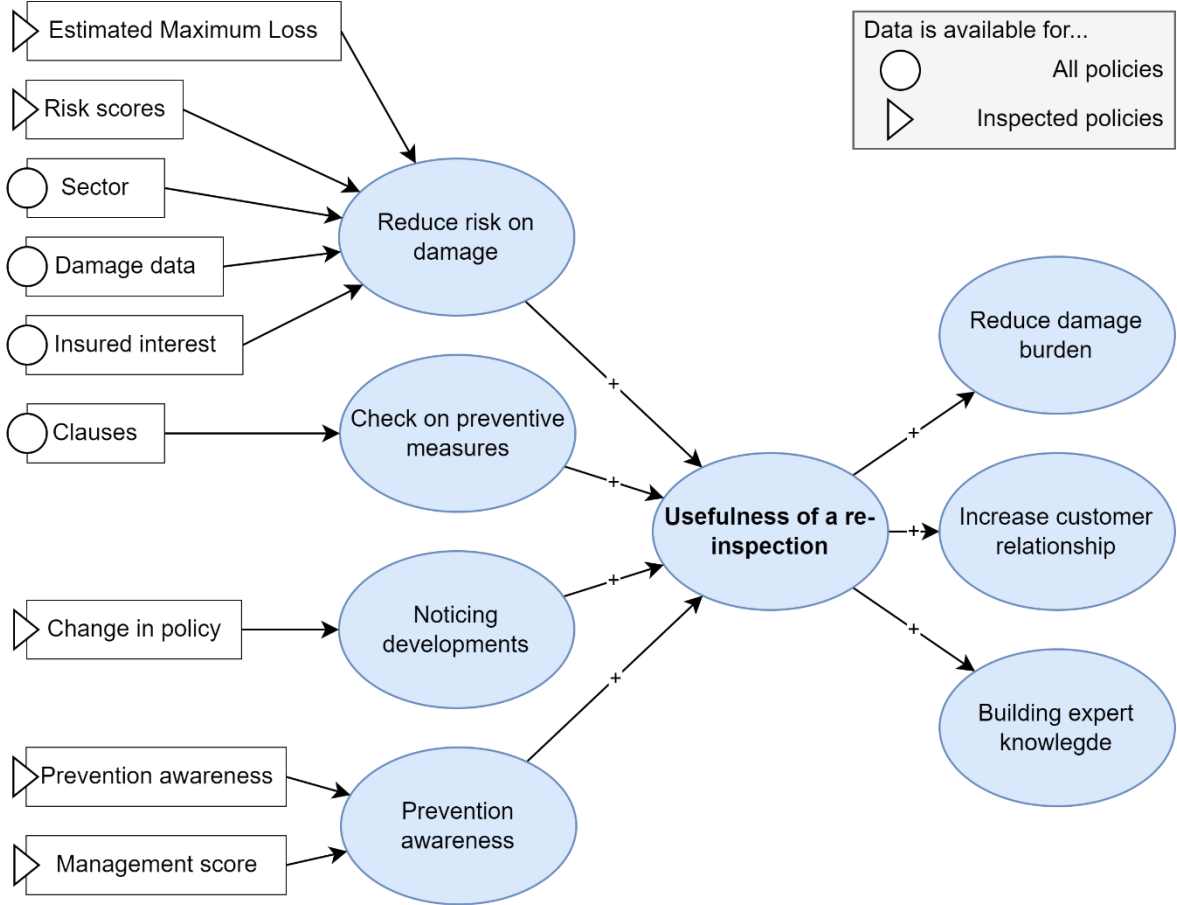 Estimated Maximum Loss
Risk scores
Sector
Damage data
Insured interest
Clauses
Change in policy
Prevention awareness
Management score
Reduce risk on
damage
Check on preventive
measures
Noticing
developments
Prevention
awareness
+
+
+
+
Usefulness of a re-
inspection
+
+
+
Reduce damage
burden
Increase customer
relationship
Building expert
knowlegde
Data is available for...
All policies
Inspected policies